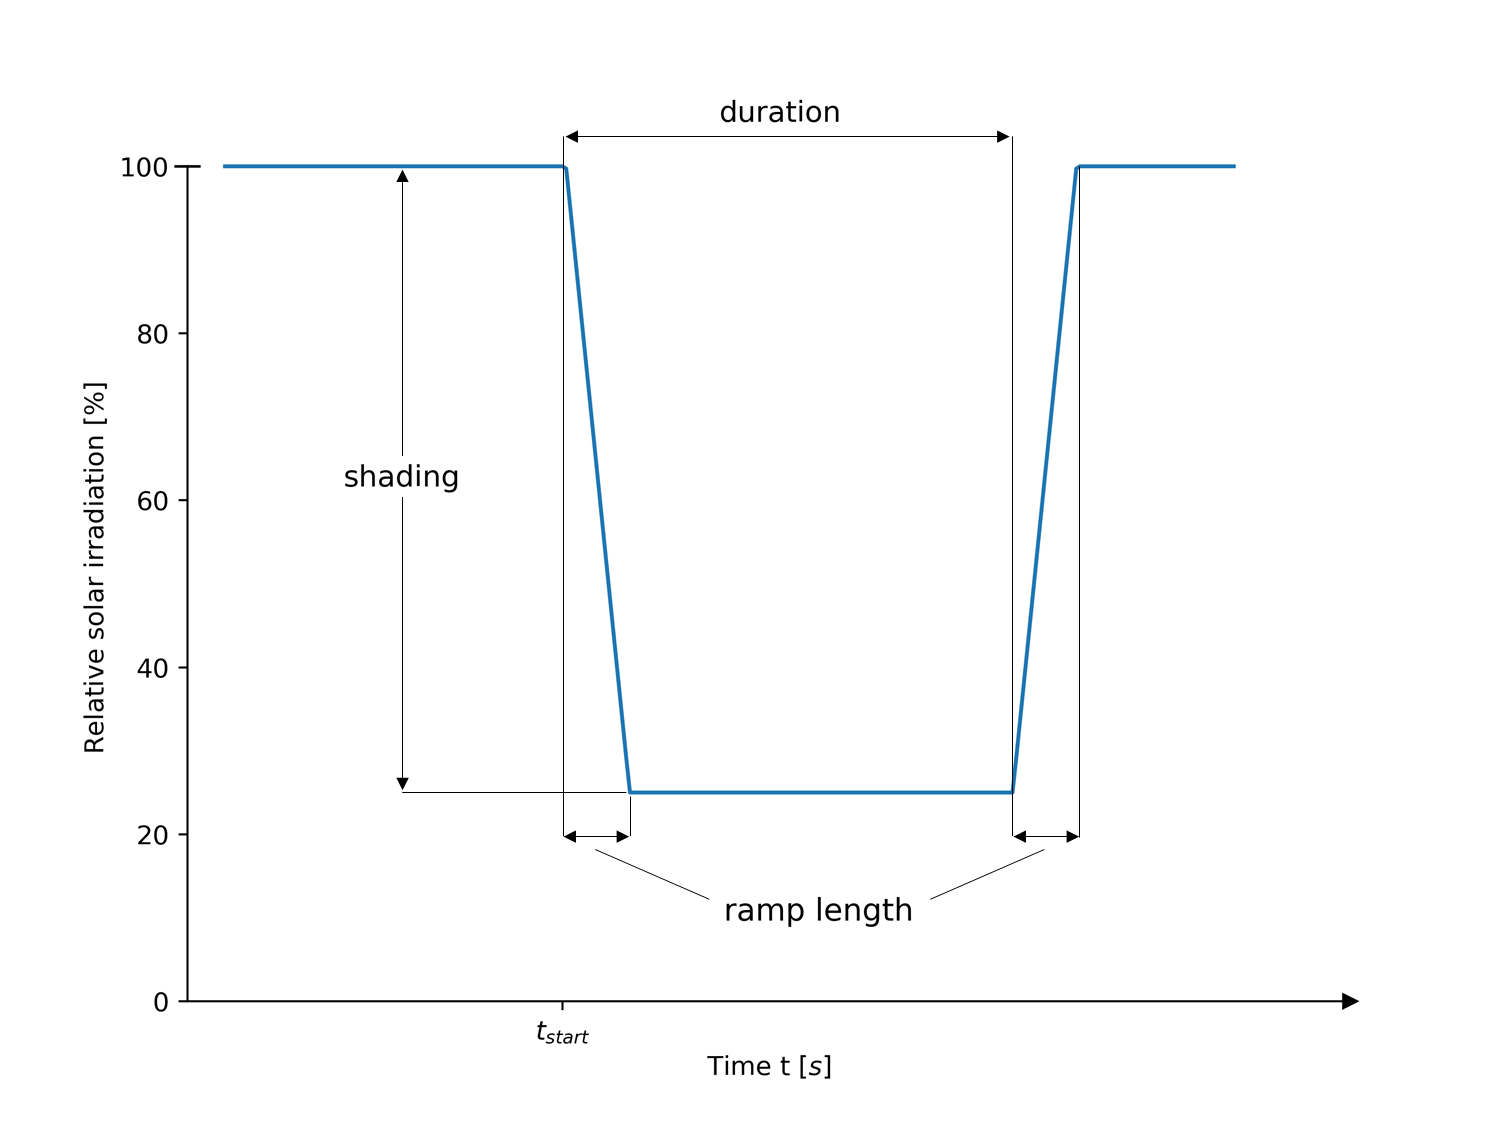 duration
100
80
60
40
20
0
Relative solar irradiation [%]
shading
ramp length
t_start
Time t [s]